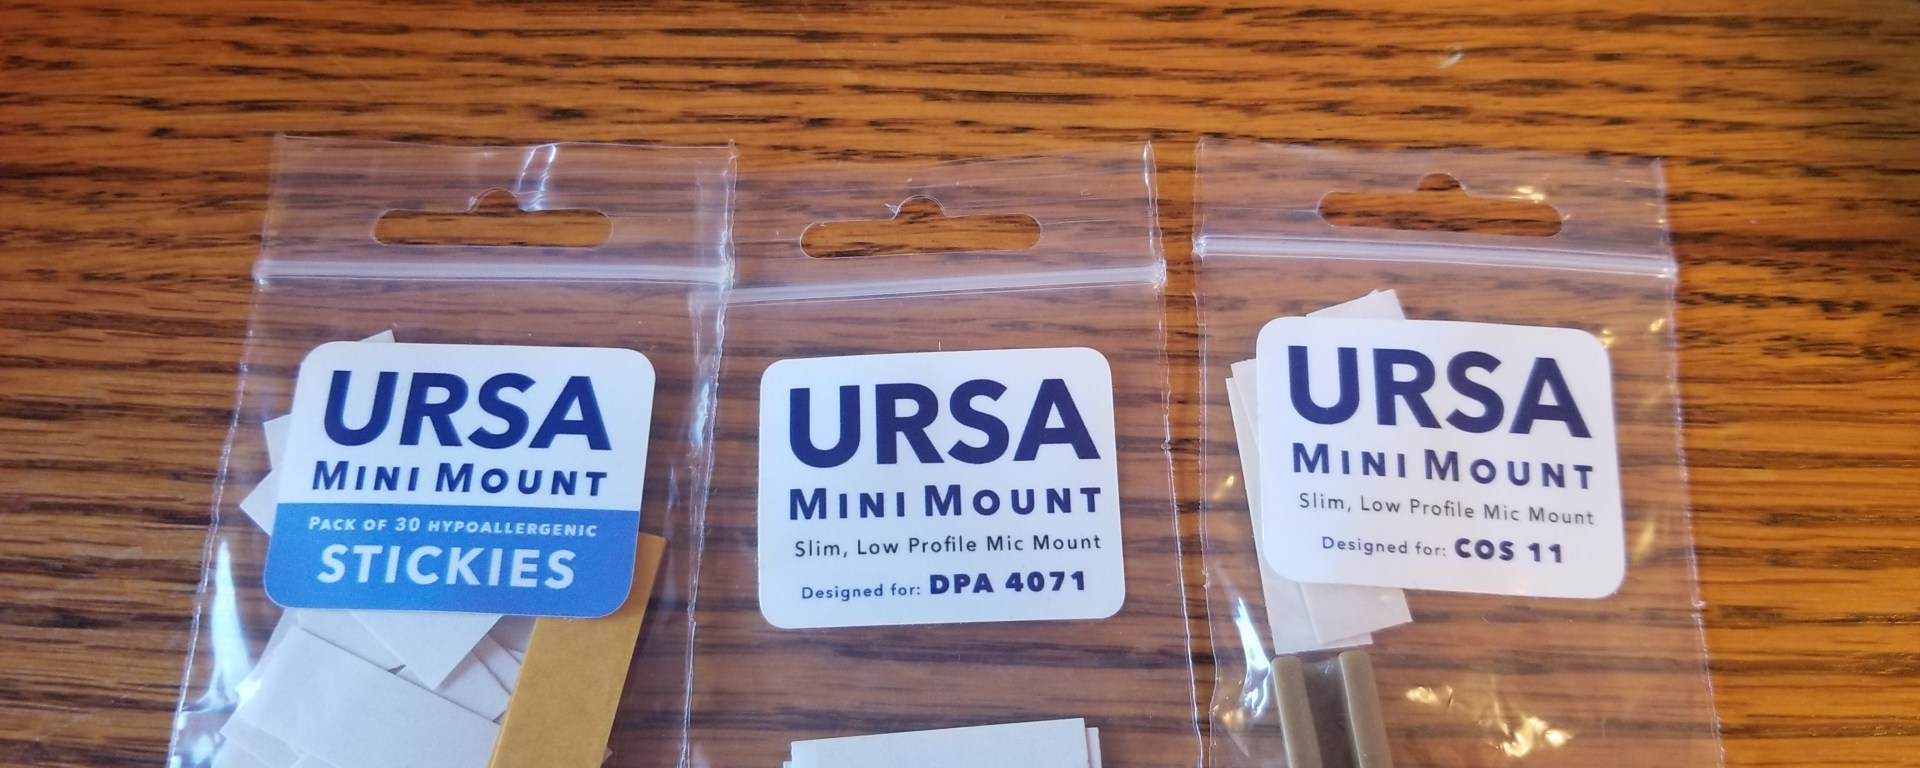 URSA
MINI MOUNT
PACK OF 30 HYPOALLERGENIC
STICKIES
URSA
MINI MOUNT
Slim, Low Profile Mic Mount
Designed for: DPA 4071
URSA
MINI MOUNT
Slim, Low Profile Mic Mount
Designed for: COS 11